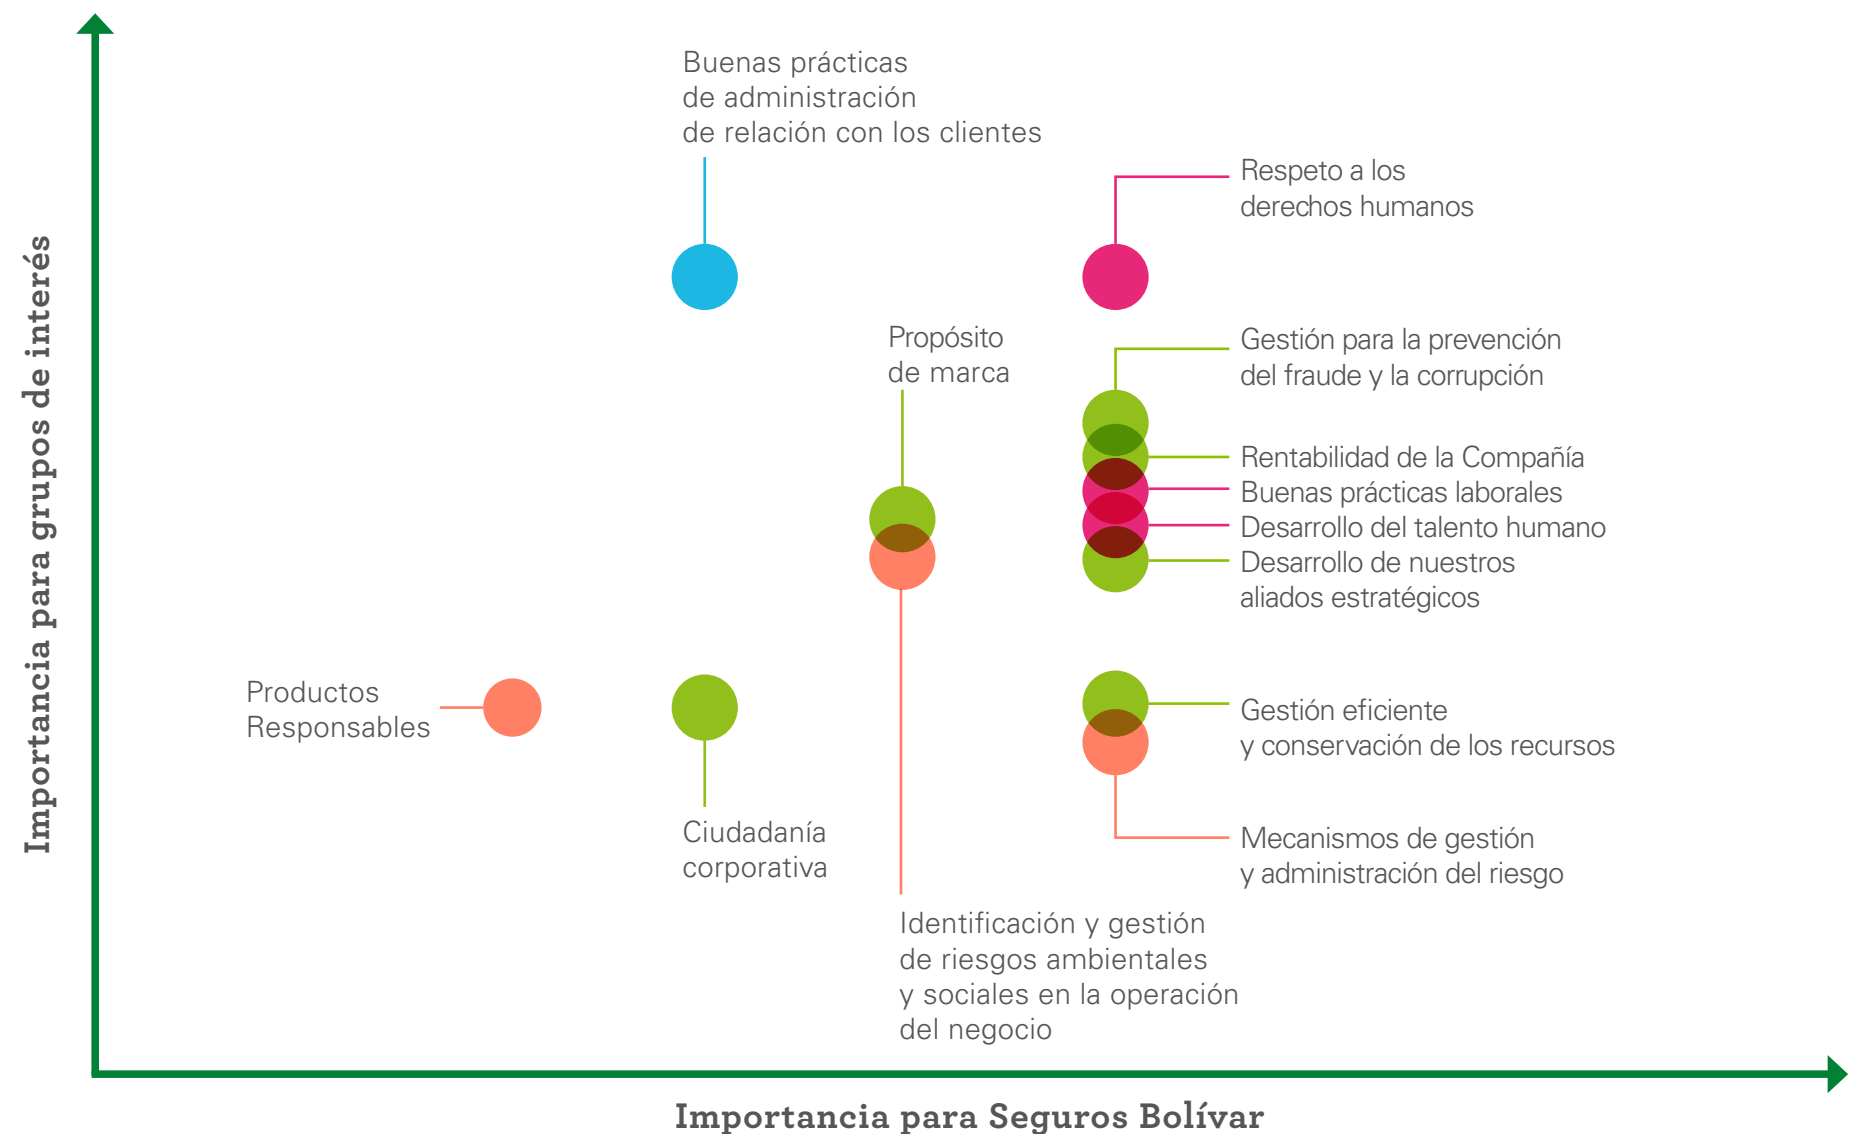 Buenas prácticas
de administración
de relación con los clientes
Respeto a los
derechos humanos
Propósito
de marca
Gestión para la prevención
del fraude y la corrupción
Rentabilidad de la Compañía
Buenas prácticas laborales
Desarrollo del talento humano
Desarrollo de nuestros
aliados estratégicos
Importancia para grupos de interés
Productos
Responsables
Gestión eficiente
y conservación de los recursos
Ciudadanía
corporativa
Mecanismos de gestión
y administración del riesgo
Identificación y gestión
de riesgos ambientales
y sociales en la operación
del negocio
Importancia para Seguros Bolívar